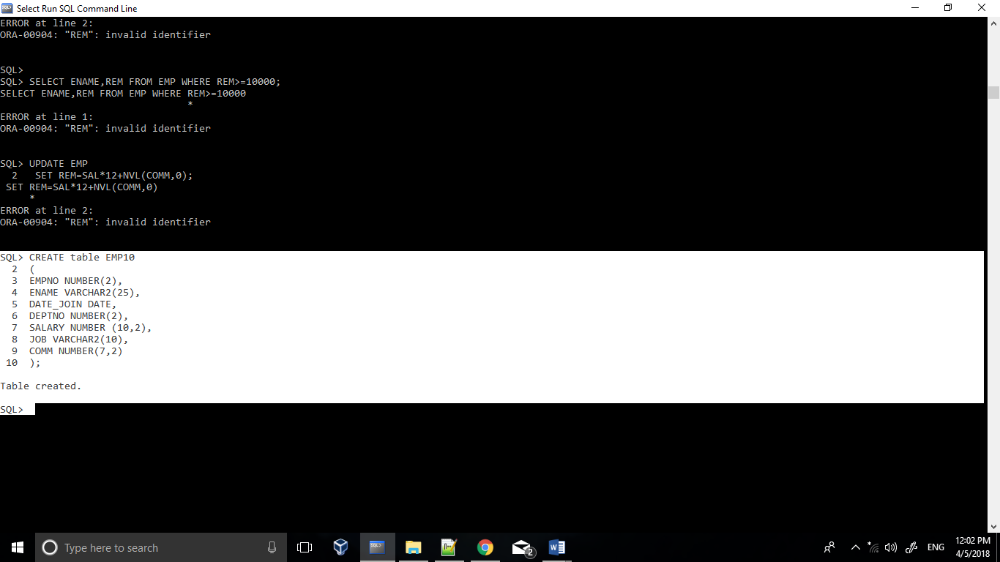 Select Run SQL Command Line
ERROR at line 2:
ORA-00904: "REM": invalid identifier
SQL>
SQL> SELECT ENAME,REM FROM EMP WHERE REM>=10000;
SELECT ENAME,REM FROM EMP WHERE REM>=10000
*
ERROR at line 1:
ORA-00904: "REM": invalid identifier
SQL> UPDATE EMP
2   SET REM=SAL*12+NVL(COMM,0);
SET REM=SAL*12+NVL(COMM,0)
*
ERROR at line 2:
ORA-00904: "REM": invalid identifier
SQL> CREATE table EMP10
2  (
3  EMPNO NUMBER(2),
4  ENAME VARCHAR2(25),
5  DATE_JOIN DATE,
6  DEPTNO NUMBER(2),
7  SALARY NUMBER (10,2),
8  JOB VARCHAR2(10),
9  COMM NUMBER(7,2)
10  );
Table created.
SQL>
Type here to search
2
ENG
12:02 PM
4/5/2018